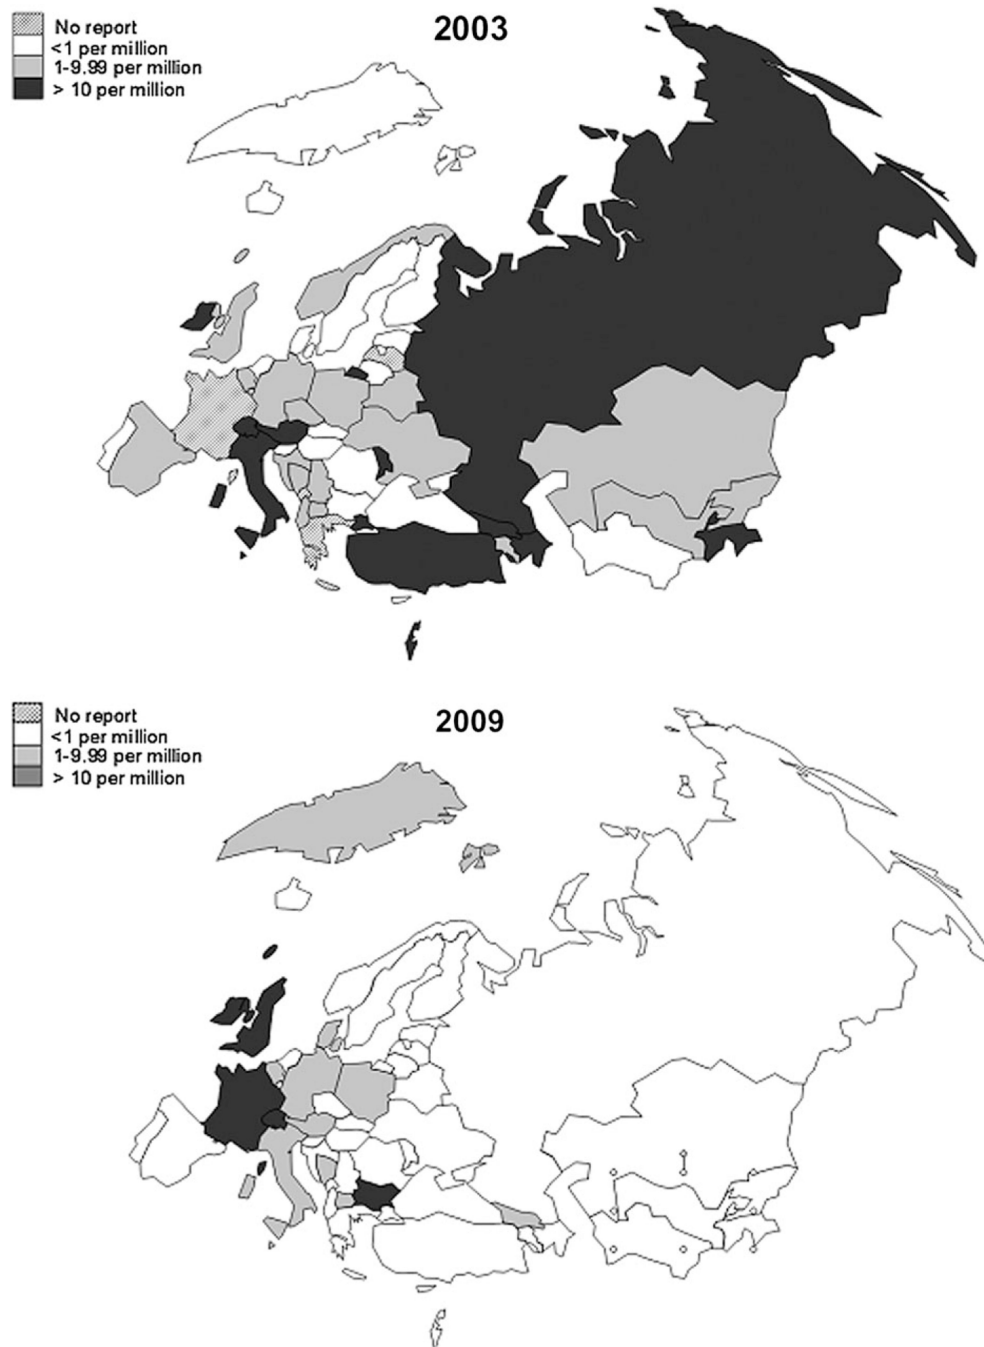 2003
No report
<1 per million
1-9.99 per million
> 10 per million
2009
No report
<1 per million
1-9.99 per million
> 10 per million